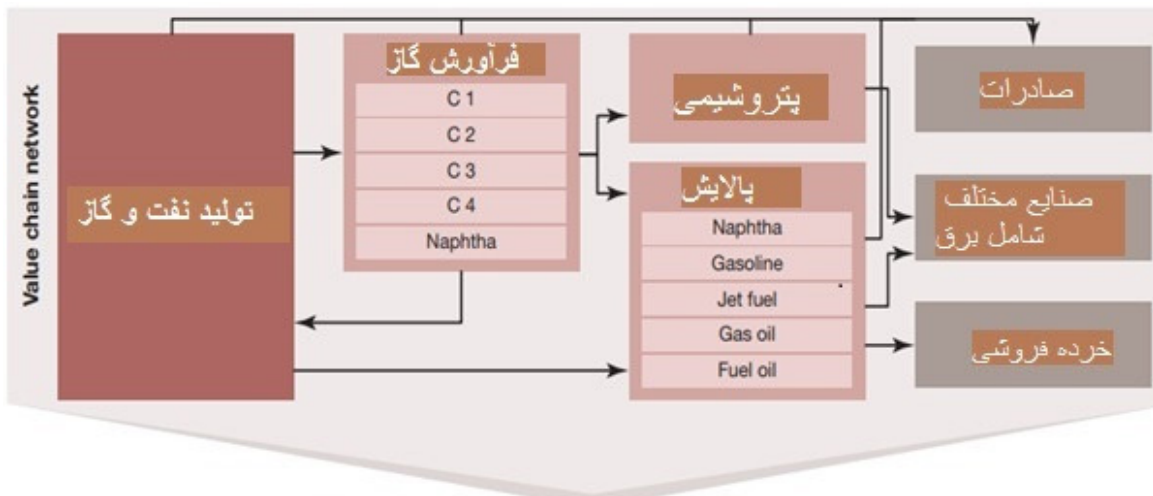 Value chain network
تولید نفت و گاز
فرآورش گاز
C 1
C 2
C 3
C 4
Naphtha
پتروشیمی
پالایش
Naphtha
Gasoline
Jet fuel
Gas oil
Fuel oil
صادرات
صنایع مختلف
شامل برق
خرده فروشی